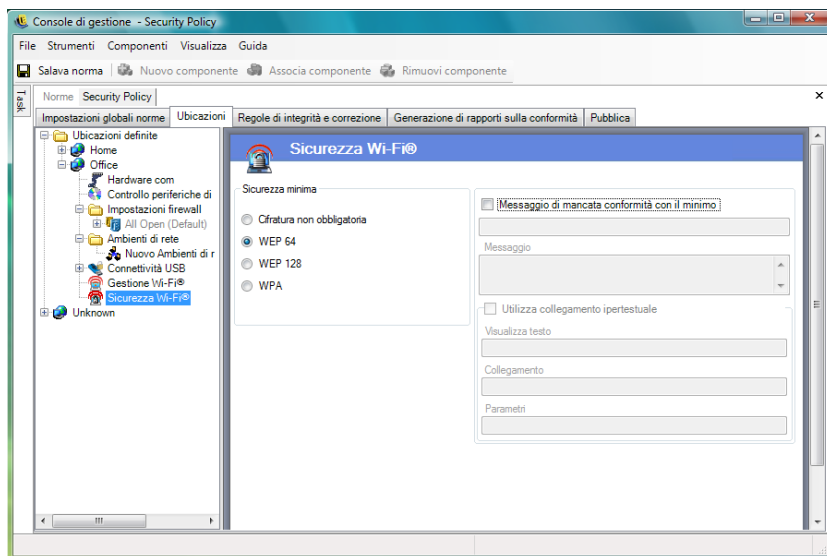 Console di gestione - Security Policy
File Strumenti Componenti Visualizza Guida
Salava norma Nuovo componente Associa componente Rimuovi componente
Task
Norme Security Policy
Impostazioni globali norme Ubicazioni Regole di integrità e correzione Generazione di rapporti sulla conformità Pubblica
Ubicazioni definite
Home
Office
Hardware com
Controllo periferiche di
Impostazioni firewall
All Open (Default)
Ambienti di rete
Nuovo Ambienti di r
Connettività USB
Gestione Wi-Fi®
Sicurezza Wi-Fi®
Unknown
Sicurezza Wi-Fi®
Sicurezza minima
Cifratura non obbligatoria
WEP 64
WEP 128
WPA
Messaggio di mancata conformità con il minimo
Messaggio
Utilizza collegamento ipertestuale
Visualizza testo
Collegamento
Parametri